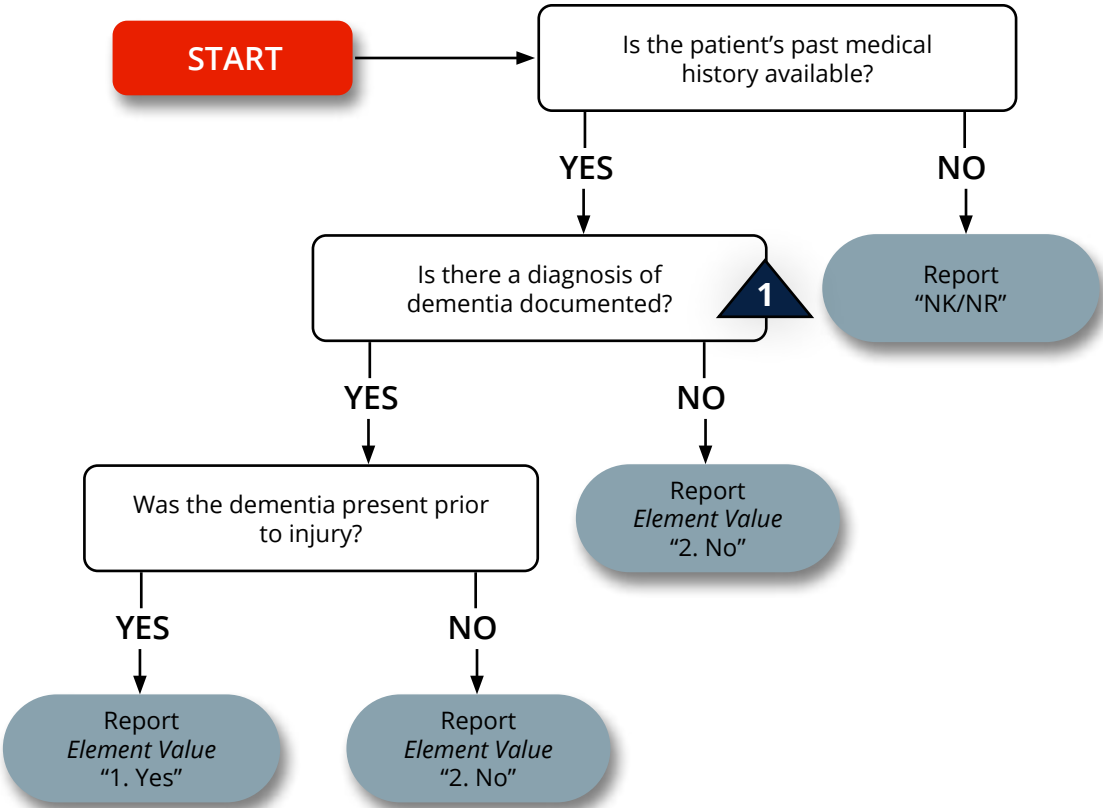 START
Is the patient’s past medical
history available?
YES
NO
Is there a diagnosis of
dementia documented?
1
Report
“NK/NR”
YES
NO
Was the dementia present prior
to injury?
Report
Element Value
“2. No”
YES
NO
Report
Element Value
“1. Yes”
Report
Element Value
“2. No”